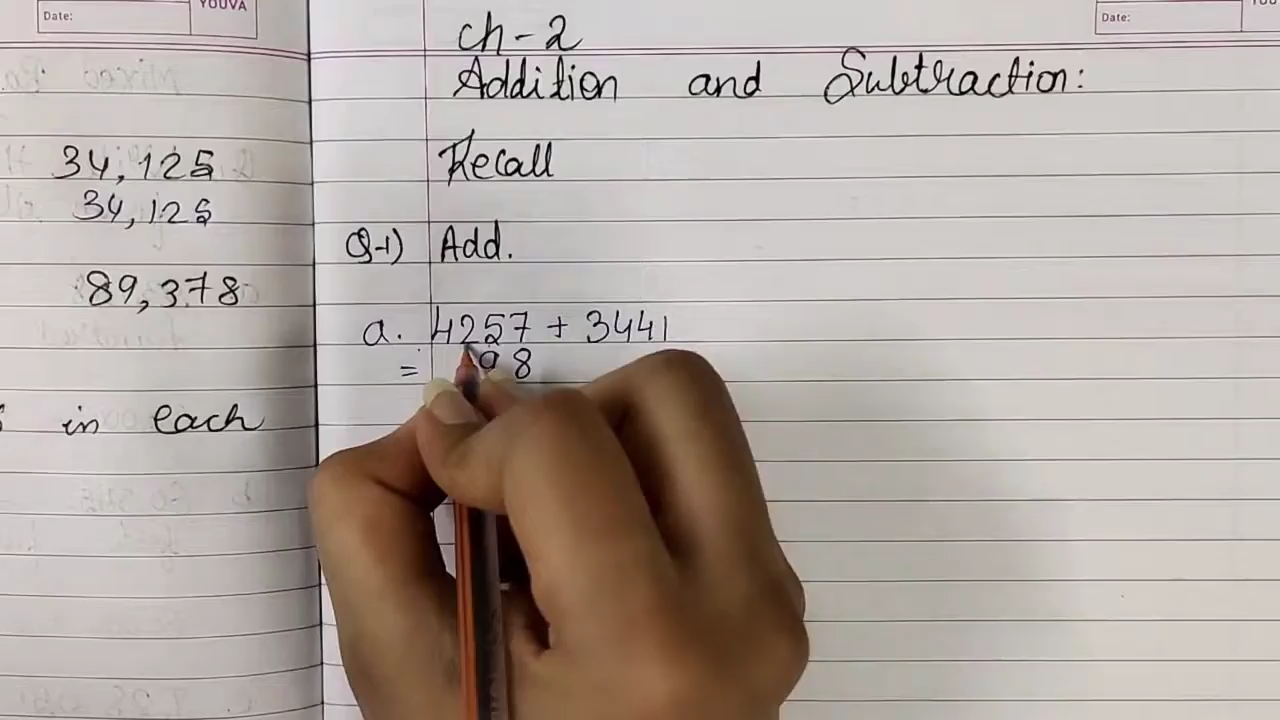 Date:
YOUVA
34,125
34,125
89,378
in each
Date:
Ch-2
Addition and Subtraction:
Recall
Q-1) Add.
a. 4257 + 3441
= 98